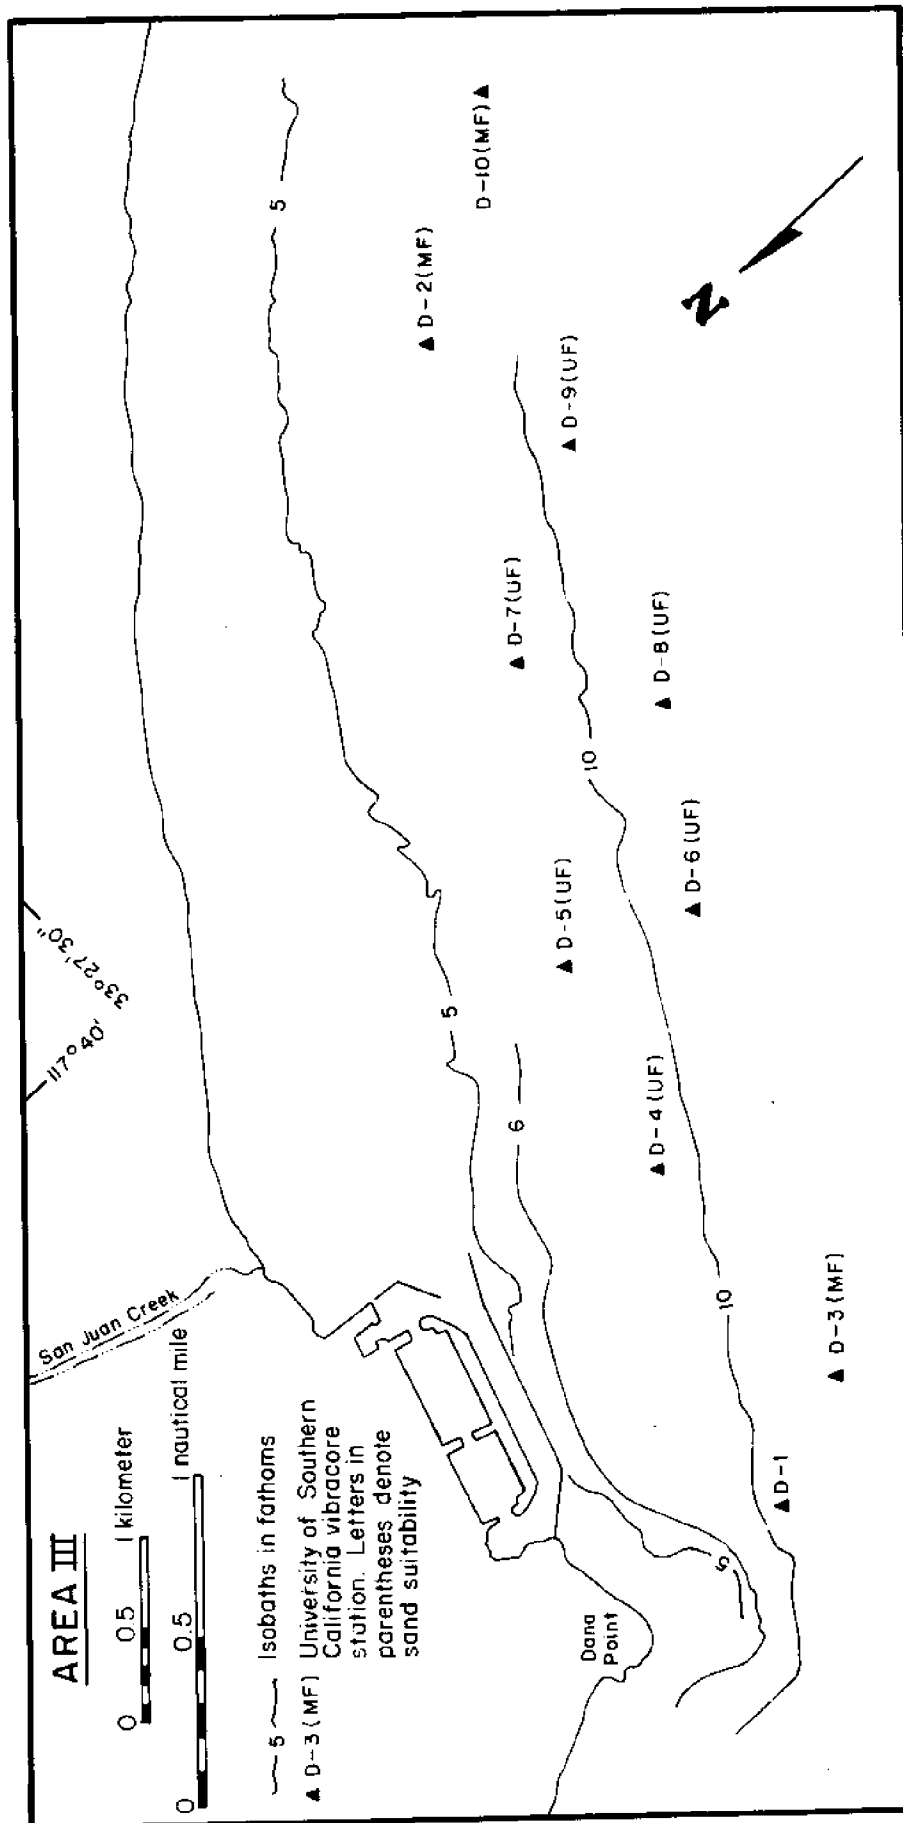 AREA III
0 0.5 1 kilometer
0 0.5 1 nautical mile
5 Isobaths in fathoms
D-3 (MF) University of Southern
California vibracore
station. Letters in
parentheses denote
sand suitability
San Juan Creek
117° 40'
33° 27' 30"
Dana
Point
5
5
5
6
10
10
D-1
D-3 (MF)
D-4 (UF)
D-5 (UF)
D-6 (UF)
D-7 (UF)
D-8 (UF)
D-9 (UF)
D-2 (MF)
D-10 (MF)
N